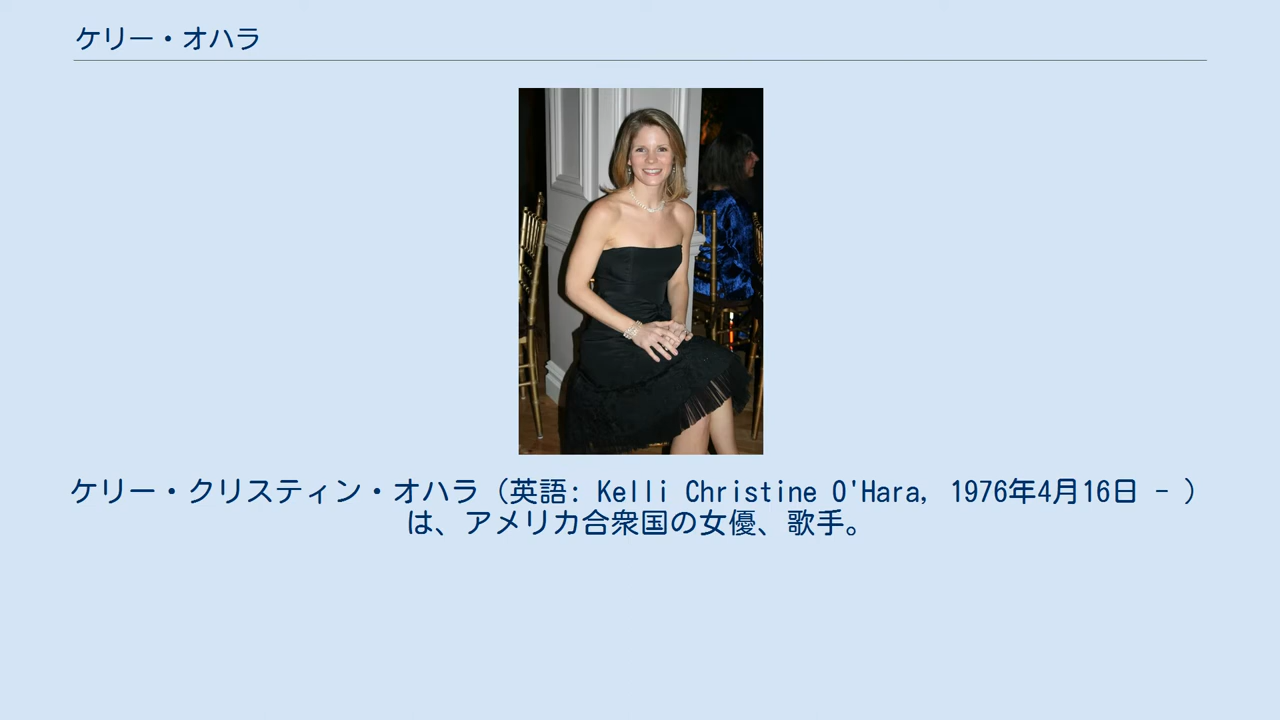 ケリー・オハラ
ケリー・クリスティン・オハラ（英語: Kelli Christine O'Hara, 1976年4月16日 - ）
は、アメリカ合衆国の女優、歌手。